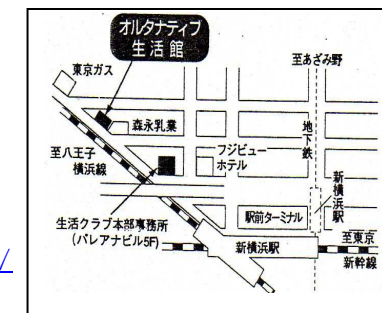 オルタナティブ
生活館
東京ガス
至あざみ野
森永乳業
地下鉄
至八王子
横浜線
フジビュー
ホテル
新横浜駅
生活クラブ本部事務所
(パレアナビル5F)
駅前ターミナル
新横浜駅
至東京
新幹線
/